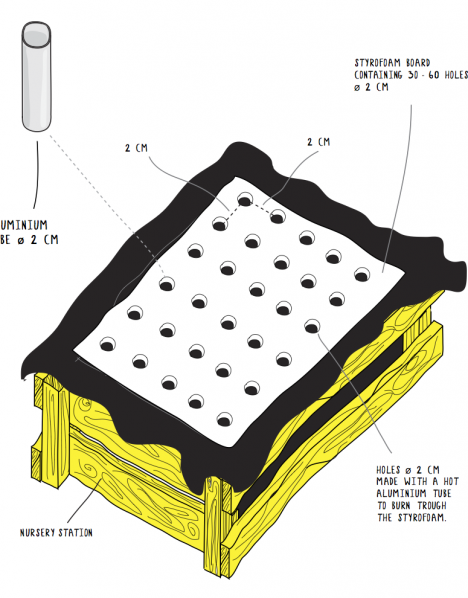 STYROFOAM BOARD
CONTAINING 30 - 60 HOLES
ø 2 CM
2 CM
2 CM
UMINIUM
BE ø 2 CM
HOLES ø 2 CM
MADE WITH A HOT
ALUMINIUM TUBE
TO BURN TROUGH
THE STYROFOAM.
NURSERY STATION